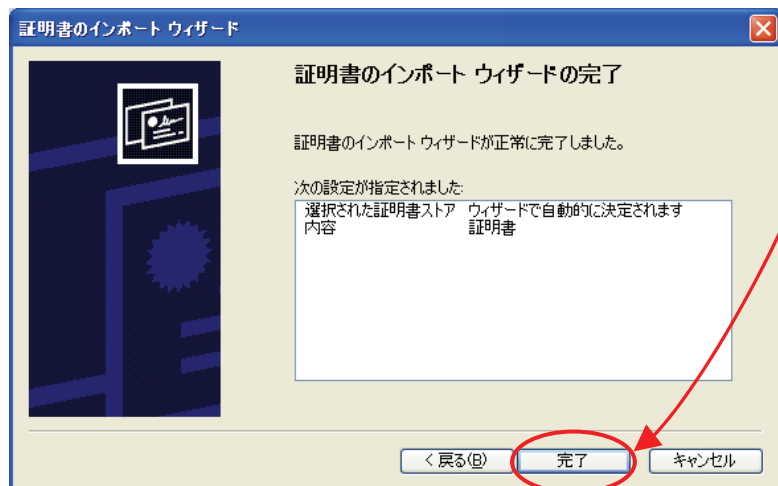 証明書のインポート ウィザード
証明書のインポート ウィザードの完了
証明書のインポート ウィザードが正常に完了しました。
次の設定が指定されました:
選択された証明書ストア ウィザードで自動的に決定されます
内容 証明書
< 戻る(B) 完了 キャンセル